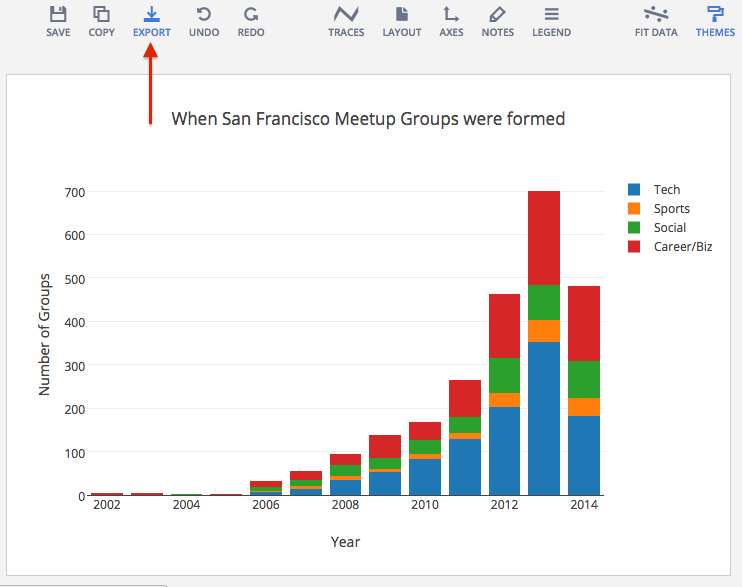 SAVE COPY EXPORT UNDO REDO TRACES LAYOUT AXES NOTES LEGEND FIT DATA THEMES
When San Francisco Meetup Groups were formed
Tech
Sports
Social
Career/Biz
Number of Groups
700
600
500
400
300
200
100
0
2002 2004 2006 2008 2010 2012 2014
Year